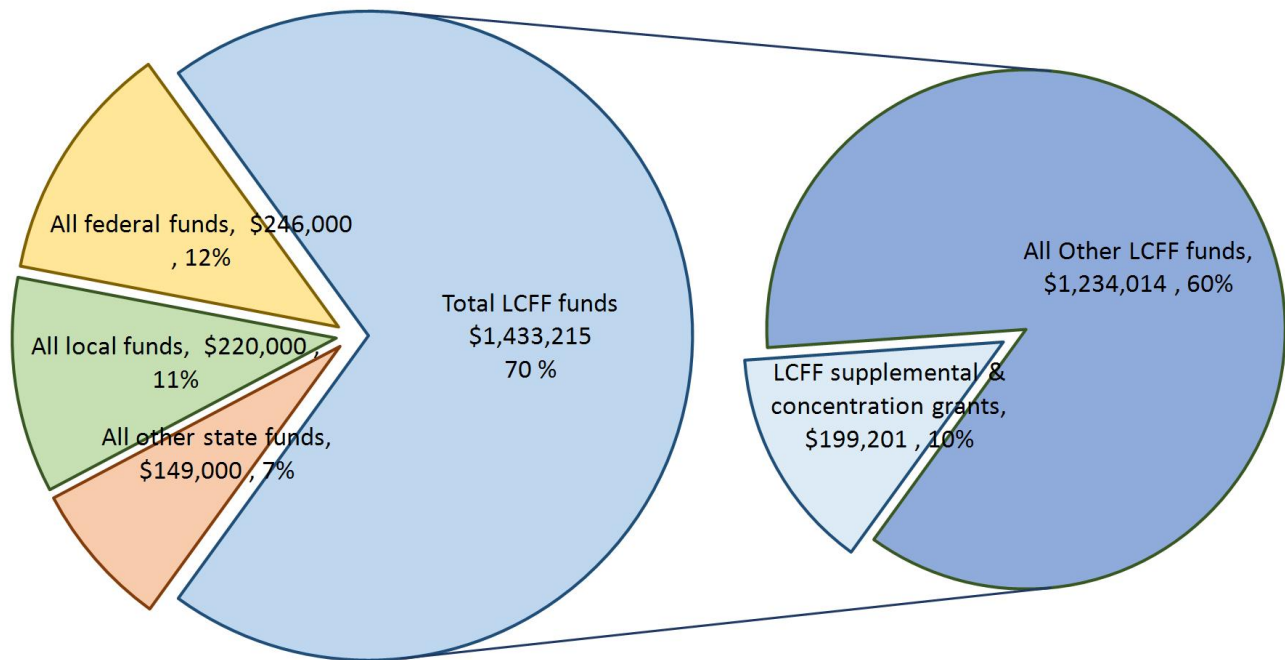 All federal funds,  $246,000
, 12%
All local funds,  $220,000 ,
11%
All other state funds,
$149,000 , 7%
Total LCFF funds
$1,433,215
70 %
All Other LCFF funds,
$1,234,014 , 60%
LCFF supplemental &
concentration grants,
$199,201 , 10%